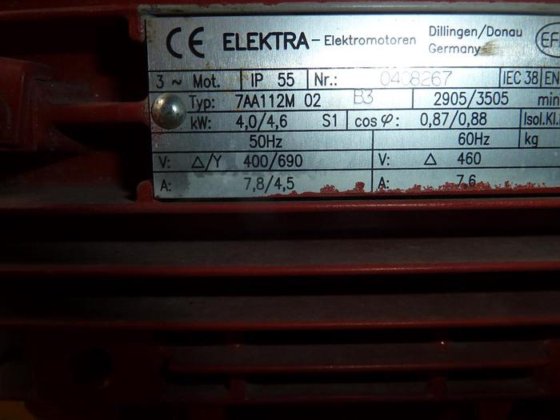 CE ELEKTRA - Elektromotoren Dillingen/Donau Germany
3 ~ Mot. IP 55 Nr.: IEC 38 EN
Typ: 7AA112M 02 B3 2905/3505 min
kW: 4,0/4,6 S1 cos φ: 0,87/0,88 Isol.Kl.
50Hz 60Hz kg
V: △/Y 400/690 V: △ 460
A: 7,8/4,5 A: 7,6